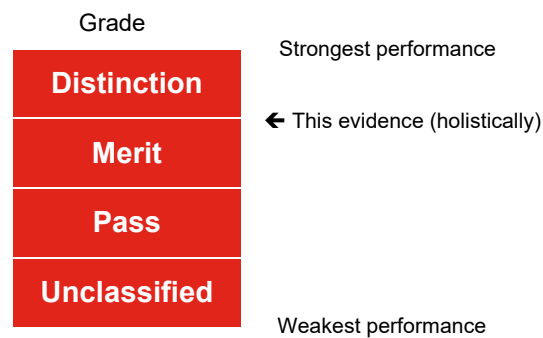 Grade
Strongest performance
Distinction
← This evidence (holistically)
Merit
Pass
Unclassified
Weakest performance